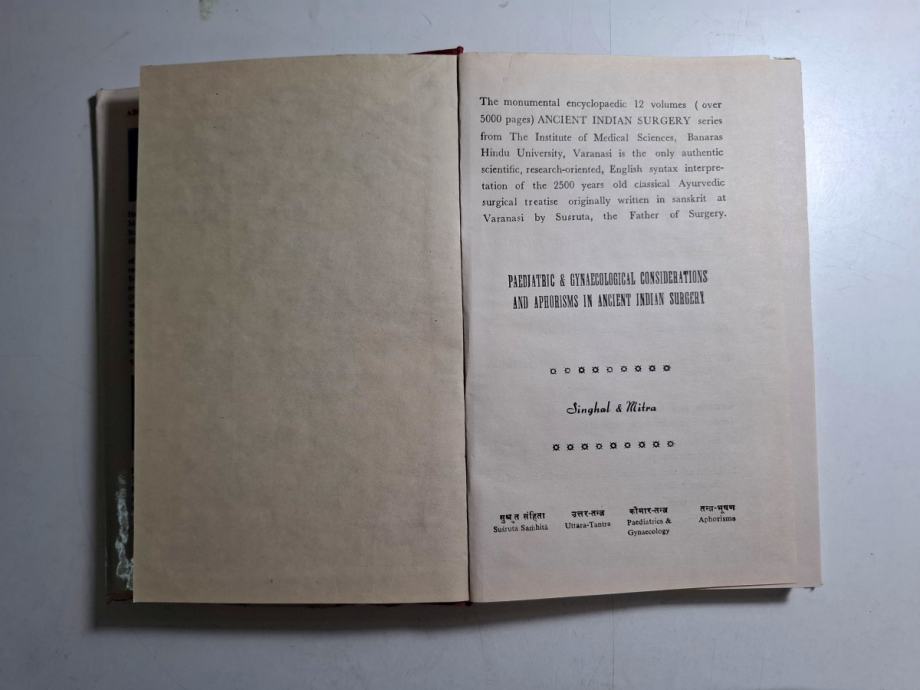 The monumental encyclopaedic 12 volumes ( over
5000 pages) ANCIENT INDIAN SURGERY series
from The Institute of Medical Sciences, Banaras
Hindu University, Varanasi is the only authentic
scientific, research-oriented, English syntax interpre-
tation of the 2500 years old classical Ayurvedic
surgical treatise originally written in sanskrit at
Varanasi by Suśruta, the Father of Surgery.
PAEDIATRIC & GYNAECOLOGICAL CONSIDERATIONS
AND APHORISMS IN ANCIENT INDIAN SURGERY
Singhal & Mitra
सुश्रुत संहिता उत्तर-तन्त्र कौमार-तन्त्र तन्त्र-भूषण
Suśruta Saṁhitā Uttara-Tantra Paediatrics & Aphorisms
Gynaecology